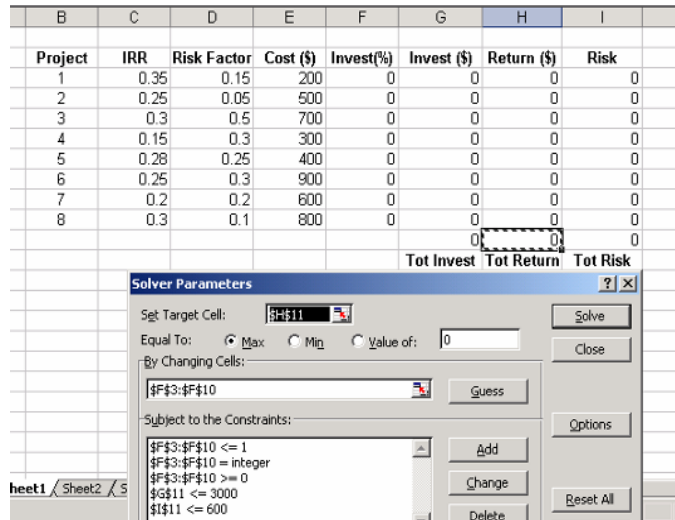 B C D E F G H I
Project IRR Risk Factor Cost ($) Invest(%) Invest ($) Return ($) Risk
1 0.35 0.15 200 0 0 0 0
2 0.25 0.05 500 0 0 0 0
3 0.3 0.5 700 0 0 0 0
4 0.15 0.3 300 0 0 0 0
5 0.28 0.25 400 0 0 0 0
6 0.25 0.3 900 0 0 0 0
7 0.2 0.2 600 0 0 0 0
8 0.3 0.1 800 0 0 0 0
0 0 0
Tot Invest Tot Return Tot Risk
Solver Parameters
Set Target Cell: $H$11 Solve
Equal To: Max Min Value of: 0 Close
By Changing Cells:
$F$3:$F$10 Guess
Subject to the Constraints: Options
$F$3:$F$10 <= 1 Add
$F$3:$F$10 = integer
$F$3:$F$10 >= 0 Change
$G$11 <= 3000
$I$11 <= 600 Delete Reset All
heet1 Sheet2 S